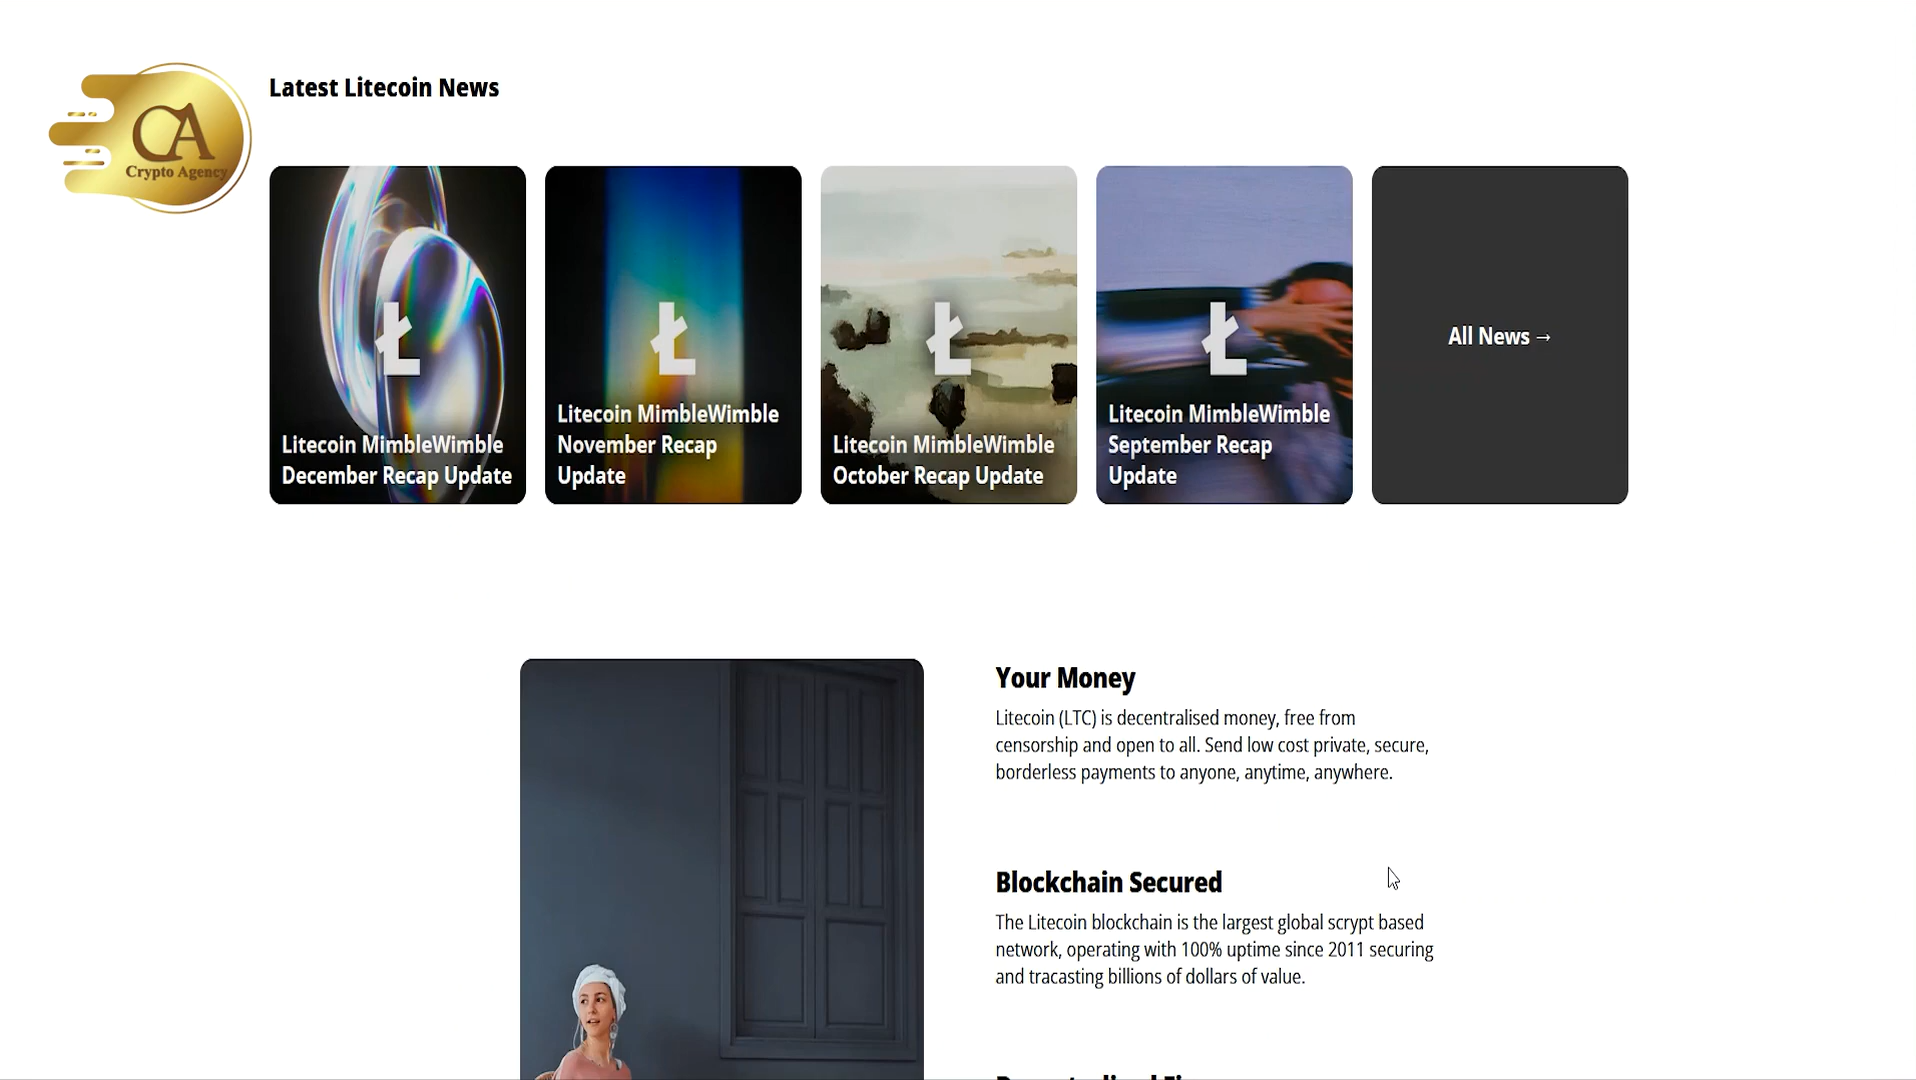 CA
Crypto Agency
Latest Litecoin News
Litecoin MimbleWimble
December Recap Update
Litecoin MimbleWimble
November Recap
Update
Litecoin MimbleWimble
October Recap Update
Litecoin MimbleWimble
September Recap
Update
All News →
Your Money
Litecoin (LTC) is decentralised money, free from
censorship and open to all. Send low cost private, secure,
borderless payments to anyone, anytime, anywhere.
Blockchain Secured
The Litecoin blockchain is the largest global scrypt based
network, operating with 100% uptime since 2011 securing
and tracasting billions of dollars of value.